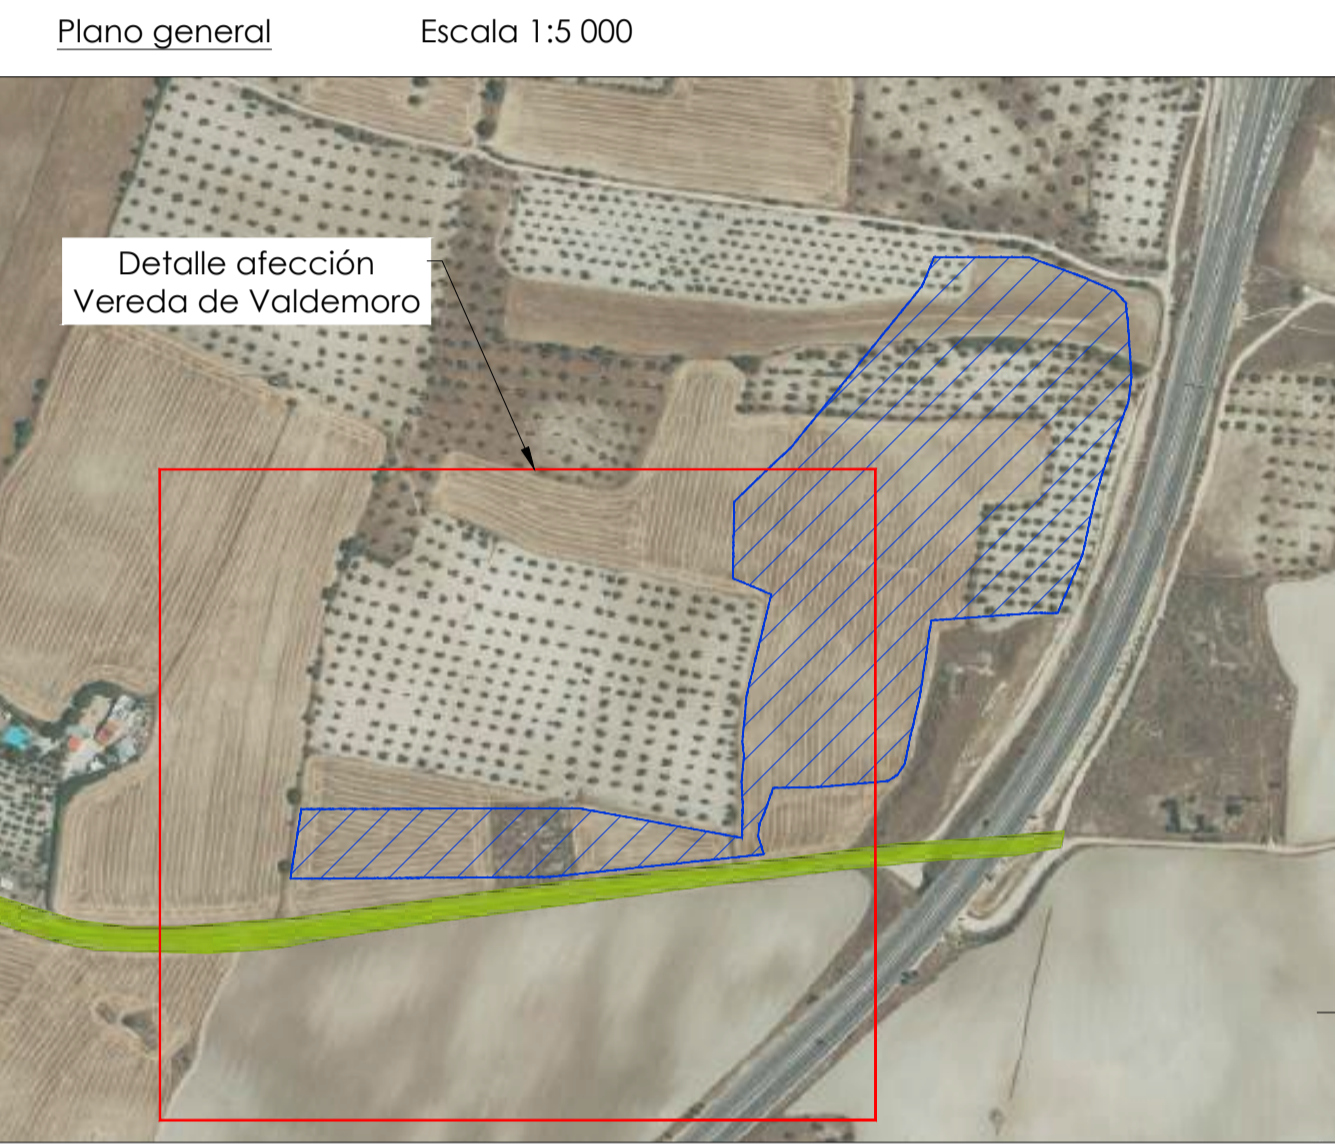 Plano general
Escala 1:5 000
Detalle afección
Vereda de Valdemoro